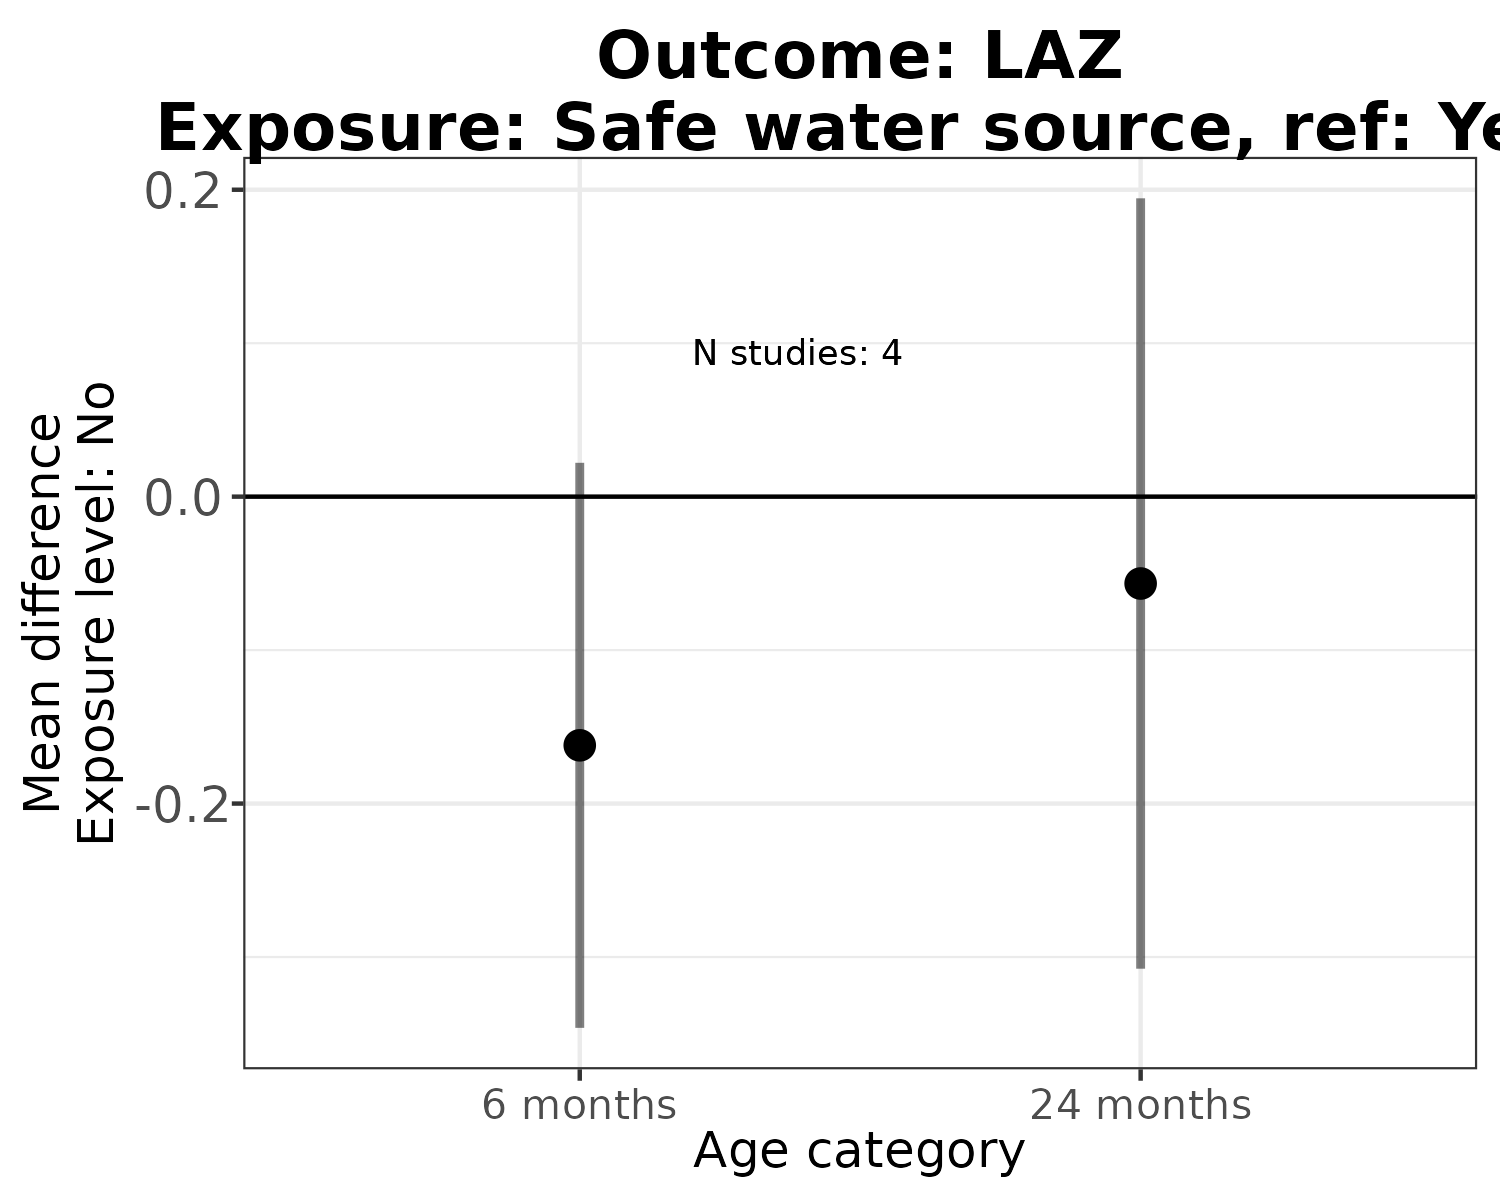 Outcome: LAZ
Exposure: Safe water source, ref: Ye
0.2
0.0
-0.2
Mean difference
Exposure level: No
N studies: 4
6 months
24 months
Age category